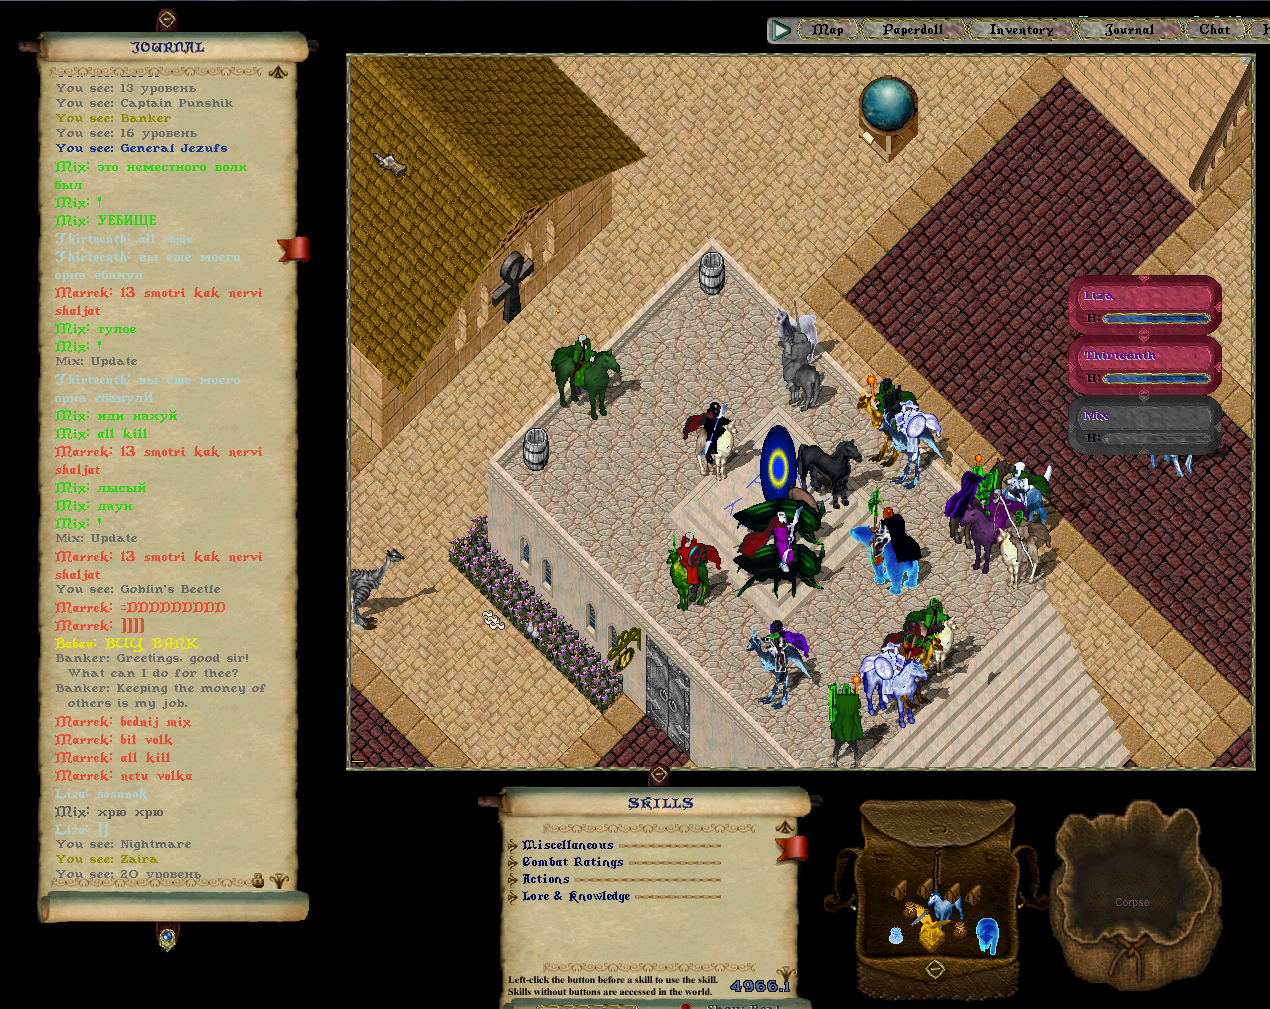 Map
Paperdoll
Inventory
Journal
Chat
JOURNAL
You see: 13 уровень
You see: Captain Punshik
You see: Banker
You see: 16 уровень
You see: General Jezufs
Mix: это неместного волк
был
Mix: '
Mix: УЕБИЩЕ
Thirteenth: all
Thirteenth: вы еше моего
орна ебанул
Marrek: 13 smotri kak nervi
shaljat
Mix: тупое
Mix: '
Mix: Update
Thirteenth: вы еше моего
орна ебанулЙ
Mix: иди нахуй
Mix: all kill
Marrek: 13 smotri kak nervi
shaljat
Mix: лысый
Mix: даун
Mix: '
Mix: Update
Marrek: 13 smotri kak nervi
shaljat
You see: Goblin's Beetle
Marrek: =DDDDDDDDD
Marrek: ]]]]
BUY BANK
Banker: Greetings, good sir!
What can I do for thee?
Banker: Keeping the money of
others is my job.
Marrek: bednij mix
Marrek: bil volk
Marrek: all kill
Marrek: netu volka
Liza: sosunok
Mix: хрю хрю
Liza: ]]
You see: Nightmare
You see: Zaira
You see: 20 уровень
Liza
H:
Thirteenth
H:
Mix
H:
SKILLS
Miscellaneous
Combat Ratings
Actions
Lore & Knowledge
Left-click the button before a skill to use the skill.
Skills without buttons are accessed in the world.
4966.1
Corpse